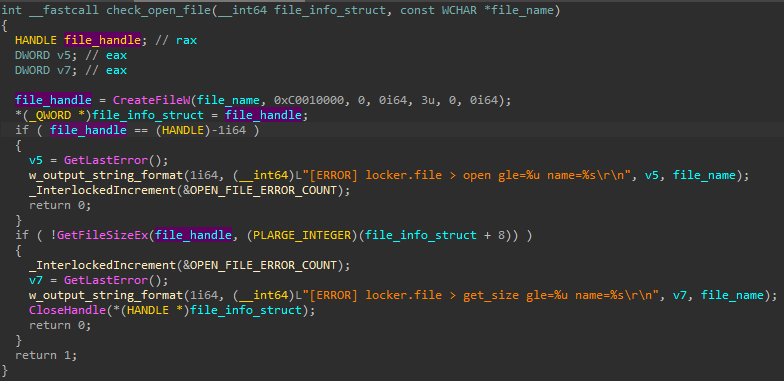 int __fastcall check_open_file(__int64 file_info_struct, const WCHAR *file_name)
{
HANDLE file_handle; // rax
DWORD v5; // eax
DWORD v7; // eax
file_handle = CreateFileW(file_name, 0xC0010000, 0, 0i64, 3u, 0, 0i64);
*(_QWORD *)file_info_struct = file_handle;
if ( file_handle == (HANDLE)-1i64 )
{
v5 = GetLastError();
w_output_string_format(1i64, (__int64)L"[ERROR] locker.file > open gle=%u name=%s\r\n", v5, file_name);
_InterlockedIncrement(&OPEN_FILE_ERROR_COUNT);
return 0;
}
if ( !GetFileSizeEx(file_handle, (PLARGE_INTEGER)(file_info_struct + 8)) )
{
_InterlockedIncrement(&OPEN_FILE_ERROR_COUNT);
v7 = GetLastError();
w_output_string_format(1i64, (__int64)L"[ERROR] locker.file > get_size gle=%u name=%s\r\n", v7, file_name);
CloseHandle(*(HANDLE *)file_info_struct);
return 0;
}
return 1;
}